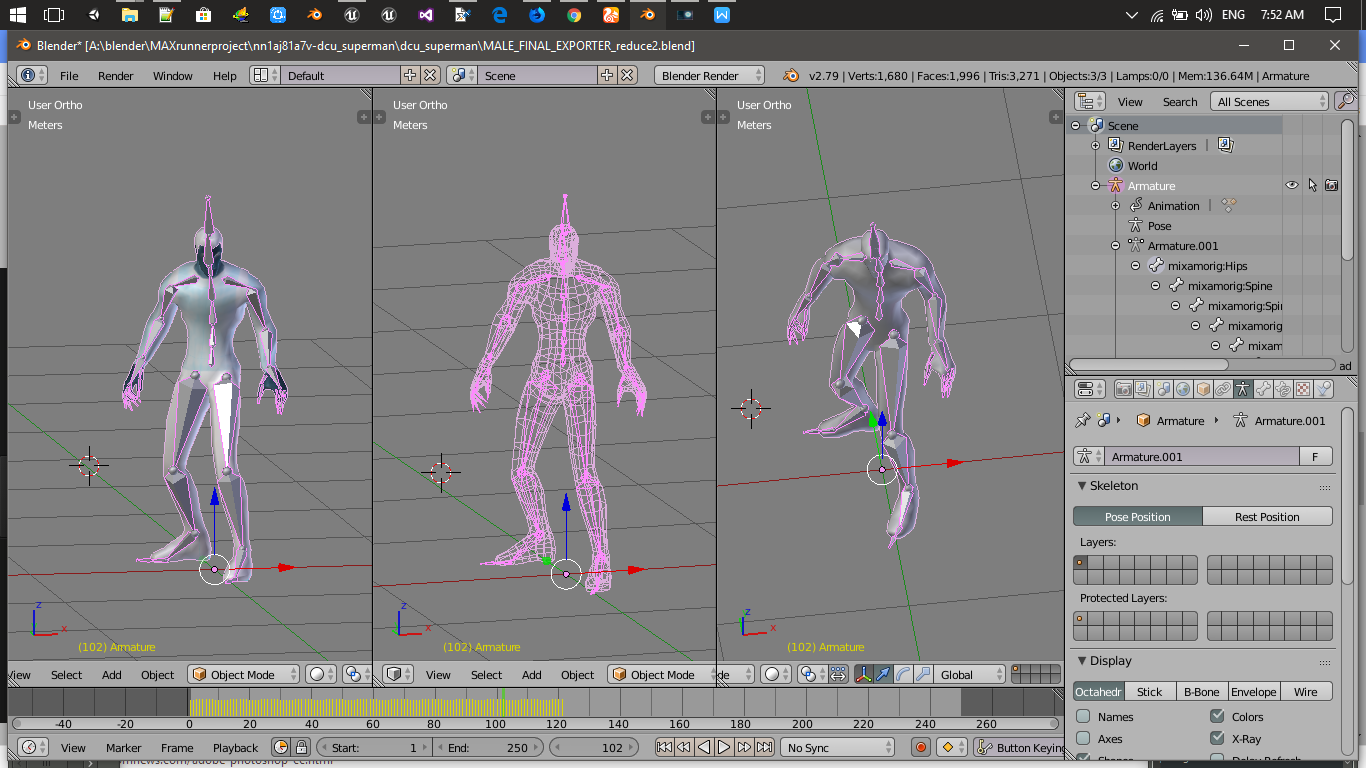 ENG 7:52 AM
Blender* [A:\blender\MAXrunnerproject\nn1aj81a7v-dcu_superman\dcu_superman\MALE_FINAL_EXPORTER_reduce2.blend]
File Render Window Help Default Scene Blender Render v2.79 | Verts:1,680 | Faces:1,996 | Tris:3,271 | Objects:3/3 | Lamps:0/0 | Mem:136.64M | Armature
User Ortho User Ortho User Ortho
Meters Meters Meters
View Search All Scenes
Scene
RenderLayers
World
Armature
Animation
Pose
Armature.001
mixamorig:Hips
mixamorig:Spine
mixamorig:Spi
mixamorig
mixam
ad
Armature Armature.001
Armature.001 F
Skeleton
Pose Position Rest Position
Layers:
Protected Layers:
Display
Octahedr Stick B-Bone Envelope Wire
Names Colors
Axes X-Ray
z x z x z x
(102) Armature (102) Armature (102) Armature
View Select Add Object Object Mode View Select Add Object Object Mode de Global
-40 -20 0 20 40 60 80 100 120 140 160 180 200 220 240 260
View Marker Frame Playback Start: 1 End: 250 102 No Sync Button Keying